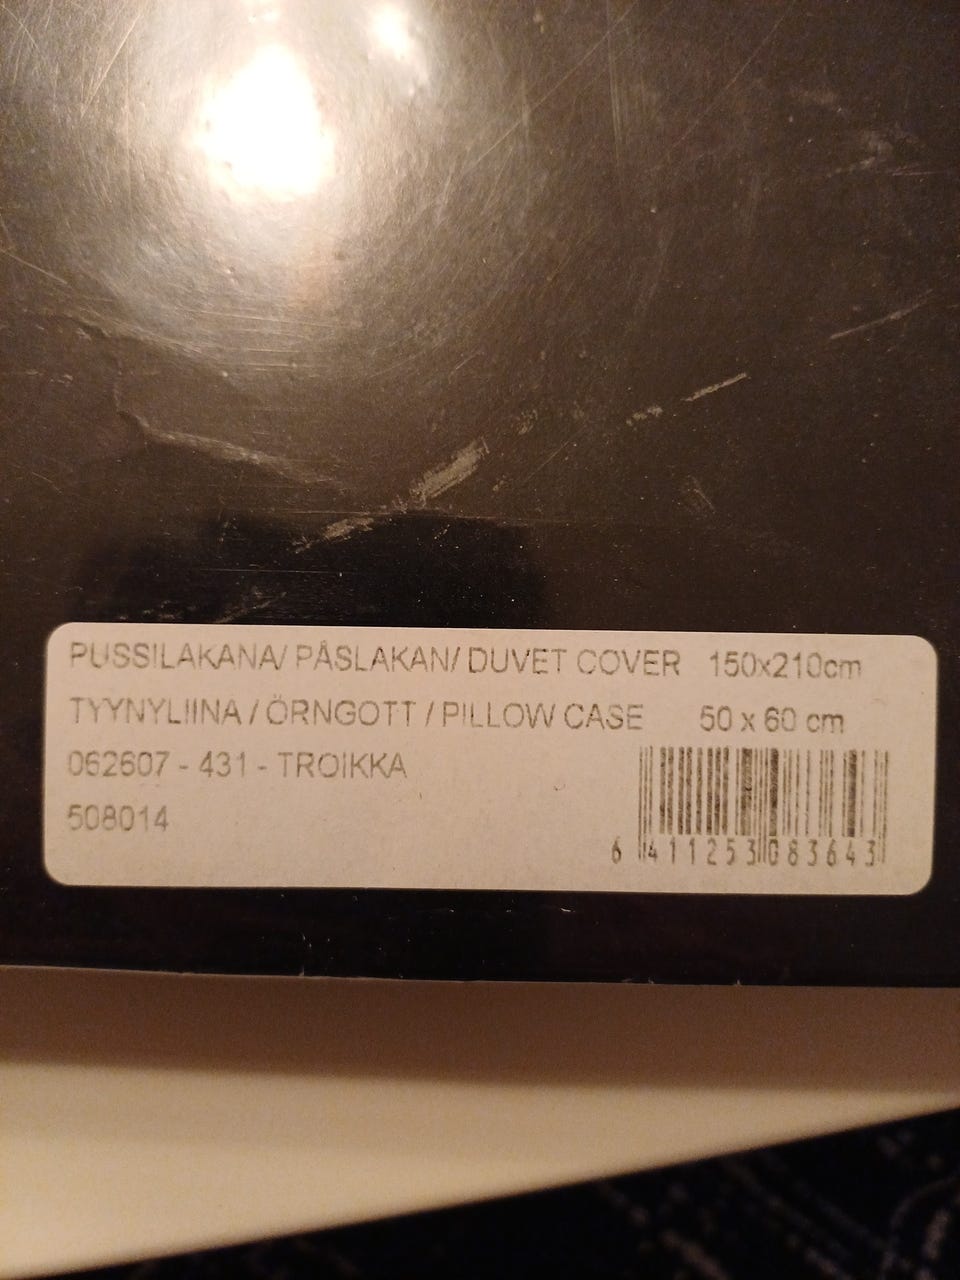 PUSSILAKANA/ PÅSLAKAN/ DUVET COVER 150x210cm
TYYNYLIINA / ÖRNGOTT / PILLOW CASE 50 x 60 cm
062607 - 431 - TROIKKA
508014
6 411253 083643